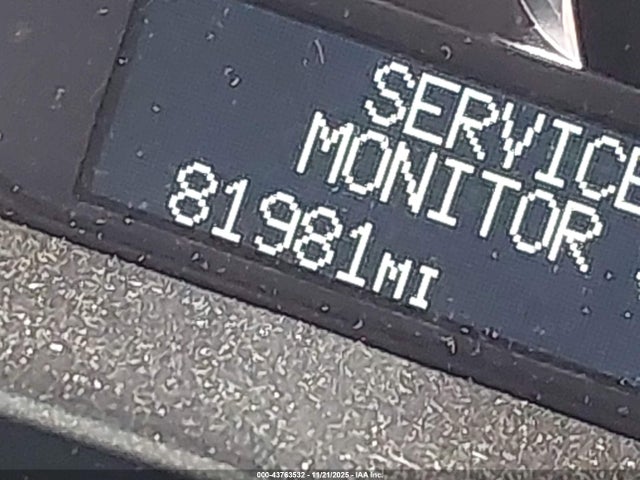 SERVICE
MONITOR
81981MI
000-43763532 - 11/21/2025 - IAA Inc.